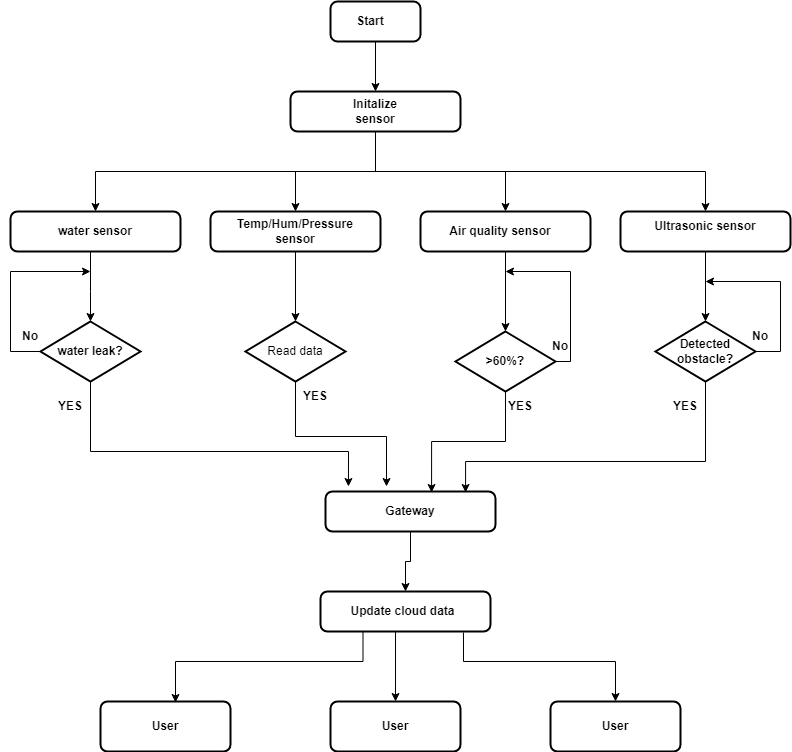 Start
Initalize
sensor
water sensor
Temp/Hum/Pressure
sensor
Air quality sensor
Ultrasonic sensor
No
water leak?
Read data
>60%?
No
Detected
obstacle?
No
YES
YES
YES
YES
Gateway
Update cloud data
User
User
User